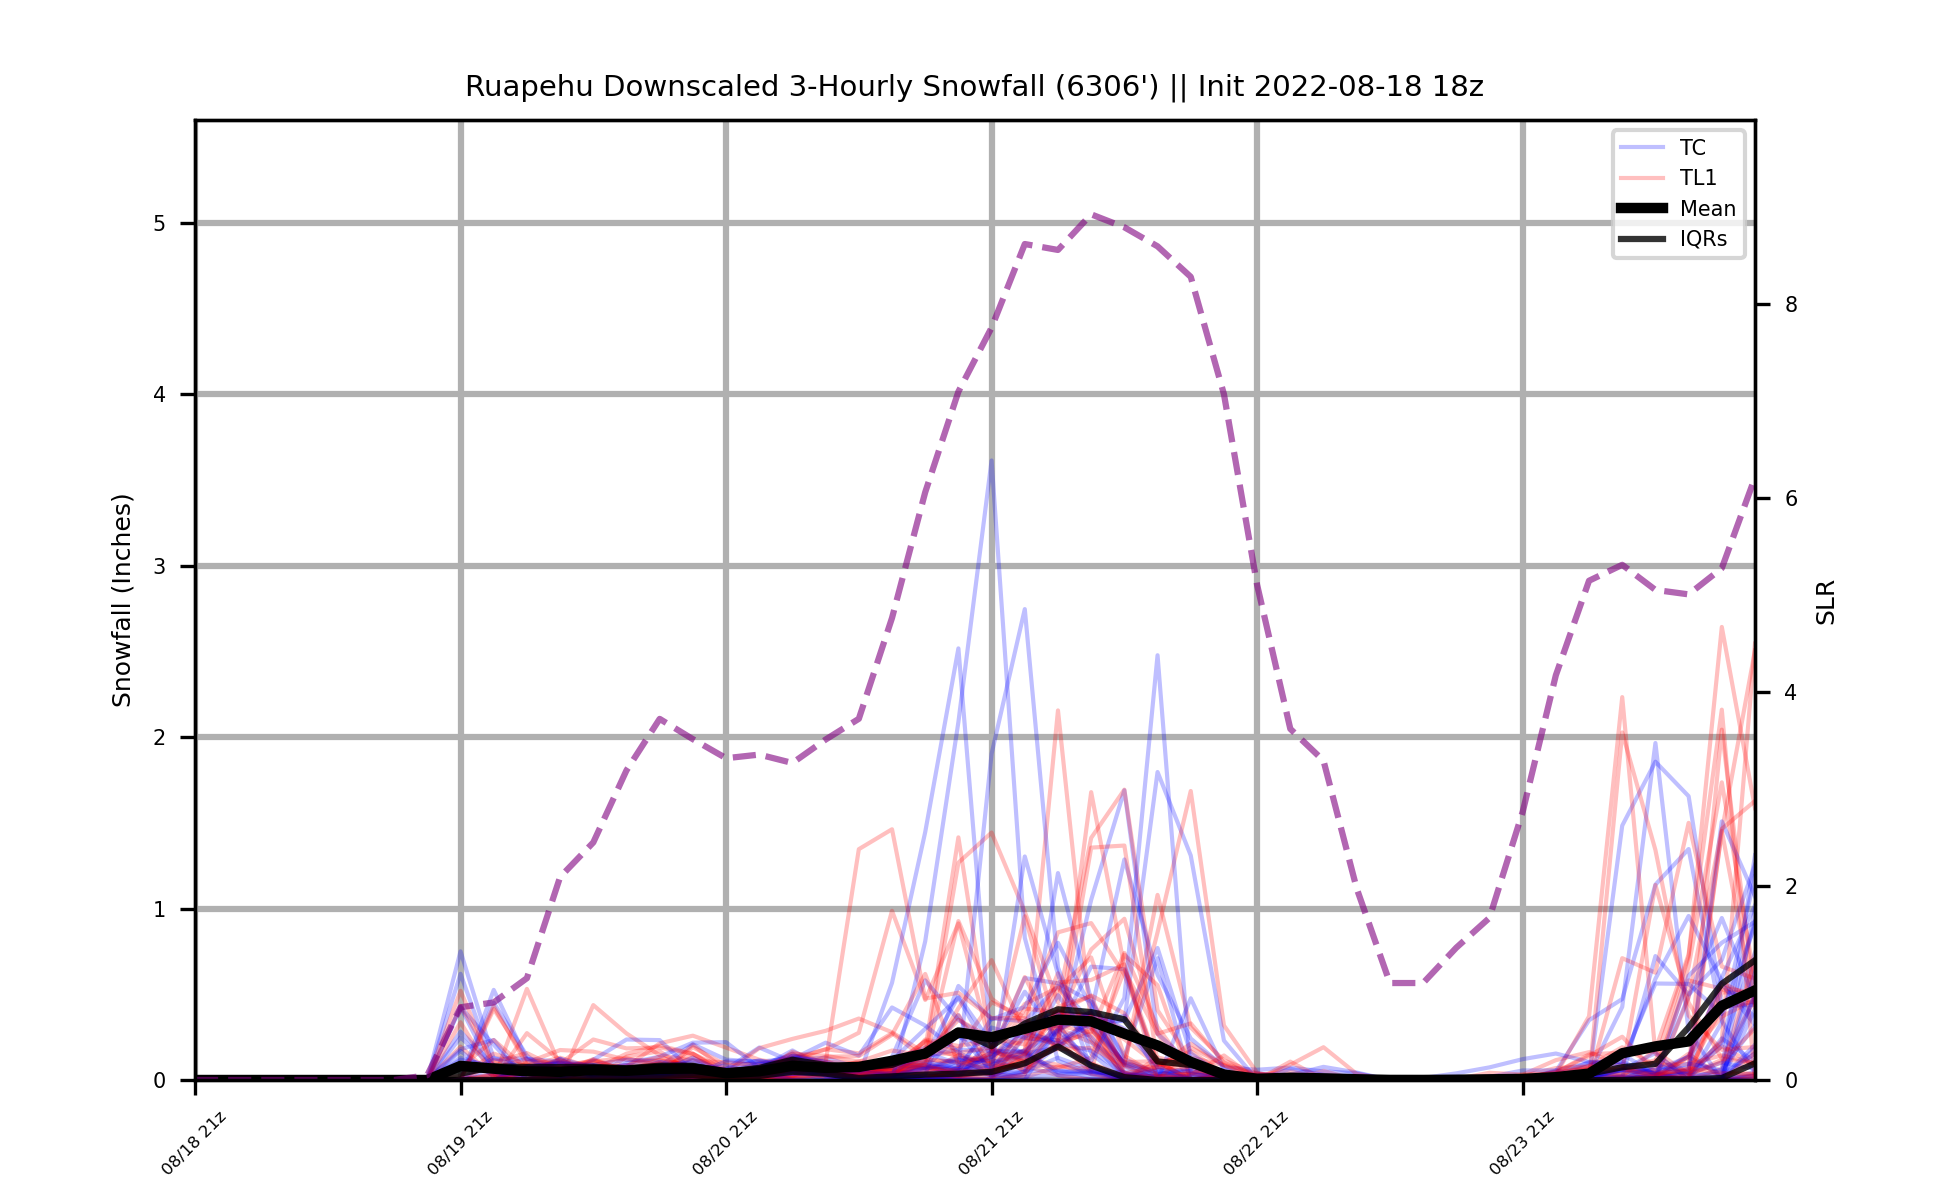 Ruapehu Downscaled 3-Hourly Snowfall (6306') || Init 2022-08-18 18z
TC
TL1
Mean
IQRs
Snowfall (Inches)
5
4
3
2
1
0
SLR
8
6
4
2
0
08/18 21z
08/19 21z
08/20 21z
08/21 21z
08/22 21z
08/23 21z